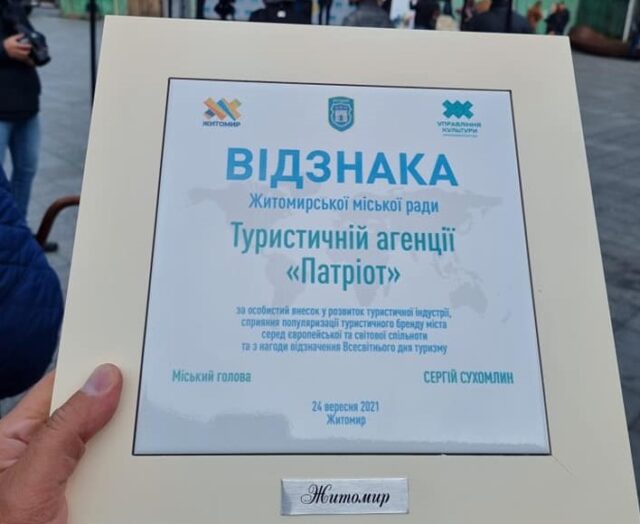 ЖИТОМИР
УПРАВЛІННЯ
КУЛЬТУРИ
ВІДЗНАКА
Житомирської міської ради
Туристичній агенції
«Патріот»
за особистий внесок у розвиток туристичної індустрії,
сприяння популяризації туристичного бренду міста
серед європейської та світової спільноти
та з нагоди відзначення Всесвітнього дня туризму
Міський голова
СЕРГІЙ СУХОМЛИН
24 вересня 2021
Житомир
Житомир